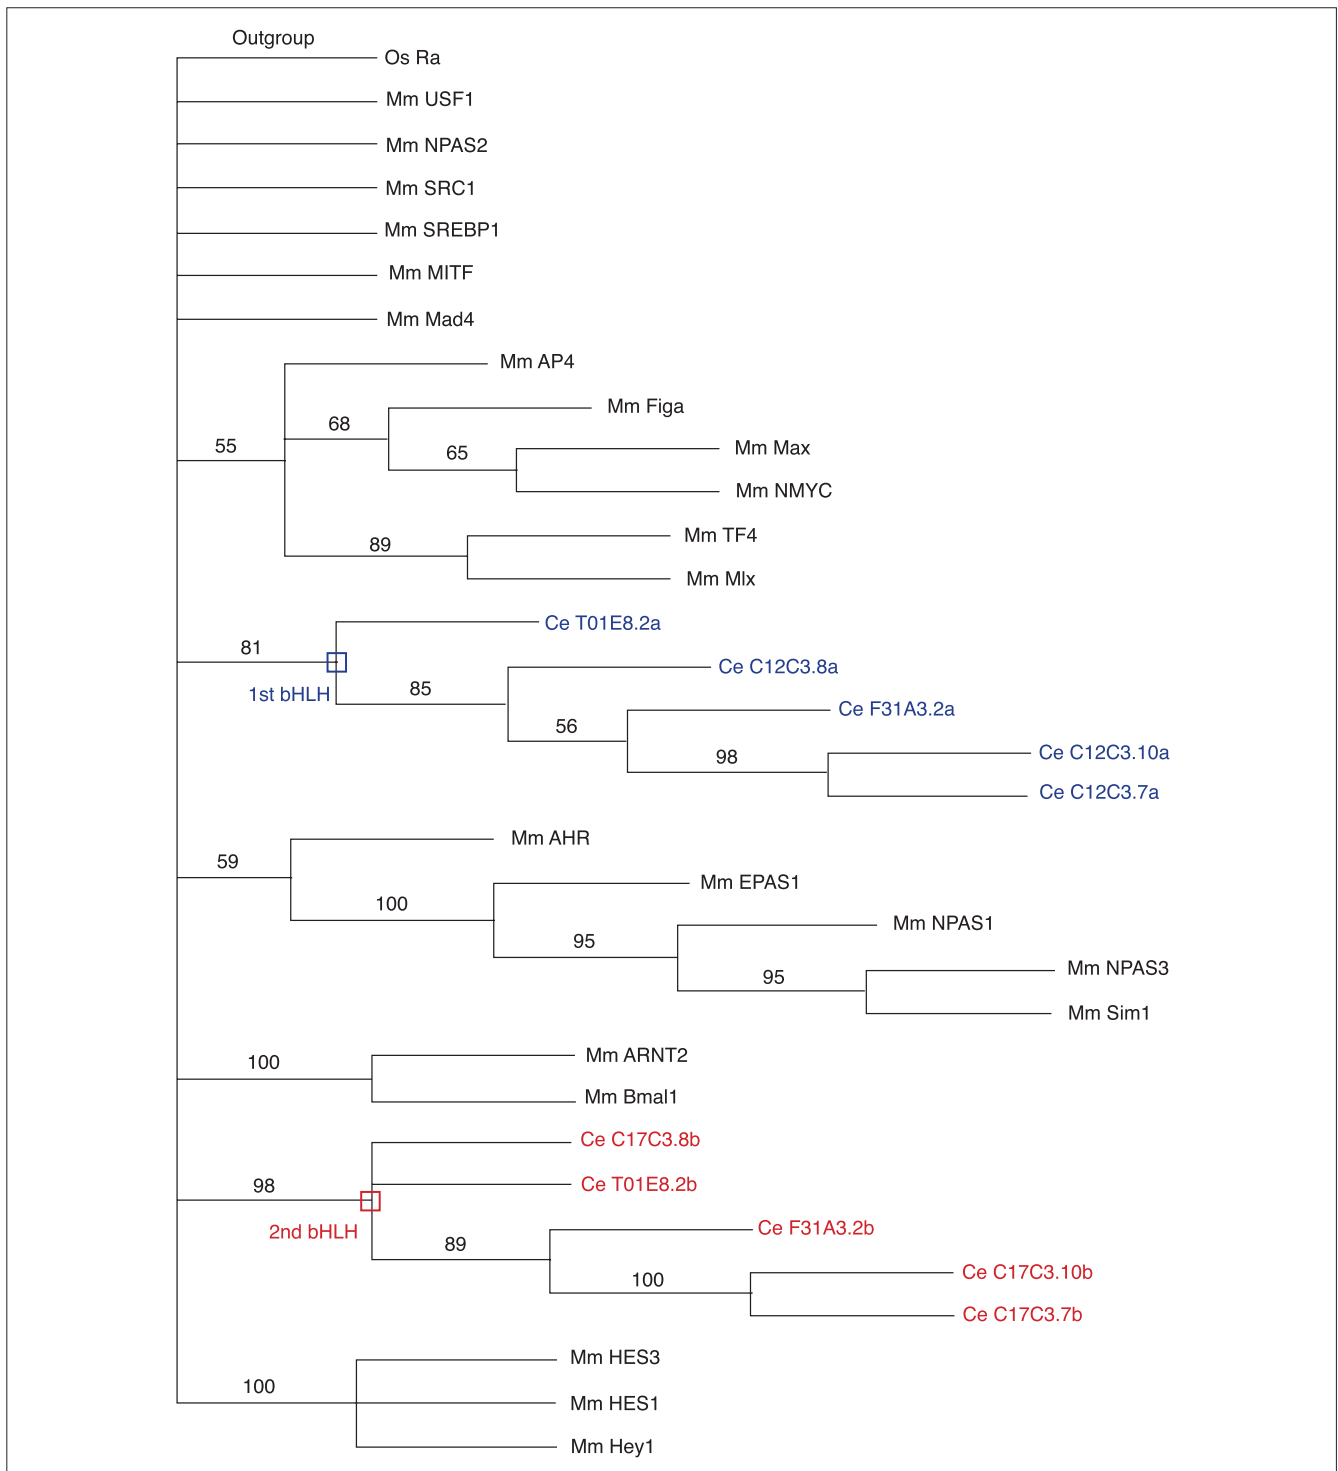 Outgroup
Os Ra
Mm USF1
Mm NPAS2
Mm SRC1
Mm SREBP1
Mm MITF
Mm Mad4
Mm AP4
Mm Figa
68
55
Mm Max
65
Mm NMYC
Mm TF4
89
Mm Mlx
Ce T01E8.2a
81
Ce C12C3.8a
1st bHLH
85
Ce F31A3.2a
56
Ce C12C3.10a
98
Ce C12C3.7a
Mm AHR
59
Mm EPAS1
100
Mm NPAS1
95
Mm NPAS3
95
Mm Sim1
Mm ARNT2
100
Mm Bmal1
Ce C17C3.8b
98
Ce T01E8.2b
2nd bHLH
Ce F31A3.2b
89
Ce C17C3.10b
100
Ce C17C3.7b
Mm HES3
100
Mm HES1
Mm Hey1